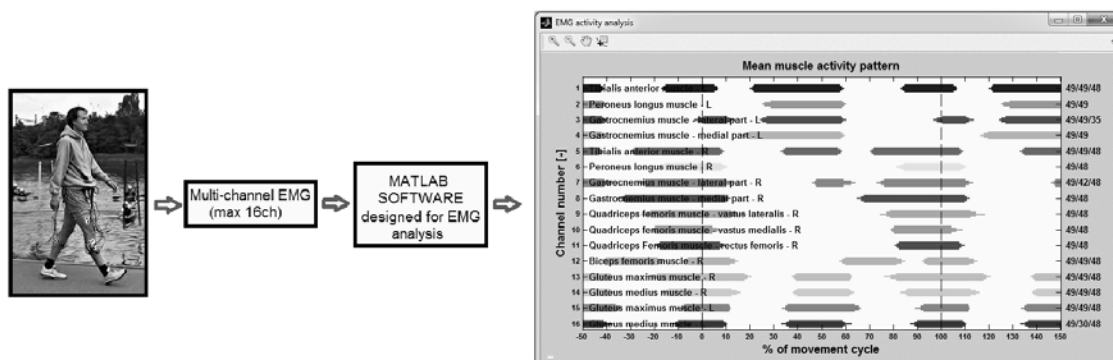 Multi-channel EMG
(max 16ch)
MATLAB
SOFTWARE
designed for EMG
analysis
EMG activity analysis
Mean muscle activity pattern
Channel number [-]
1 Tibialis anterior muscle - L 49/49/48
2 Peroneus longus muscle - L 49/49
3 Gastrocnemius muscle - lateral part - L 49/49/35
4 Gastrocnemius muscle - medial part - L 49/49
5 Tibialis anterior muscle - R 49/49/48
6 Peroneus longus muscle - R 49/48
7 Gastrocnemius muscle - lateral part - R 49/42/48
8 Gastrocnemius muscle - medial part - R 49/48
9 Quadriceps femoris muscle - vastus lateralis - R 49/48
10 Quadriceps femoris muscle - vastus medialis - R 49/48
11 Quadriceps Femoris muscle - rectus femoris - R 49/48
12 Biceps femoris muscle - R 49/49/48
13 Gluteus maximus muscle - R 49/49/48
14 Gluteus medius muscle - R 49/49/48
15 Gluteus maximus muscle - L 49/49/48
16 Gluteus medius muscle - L 49/30/48
-50 -40 -30 -20 -10 0 10 20 30 40 50 60 70 80 90 100 110 120 130 140 150
% of movement cycle